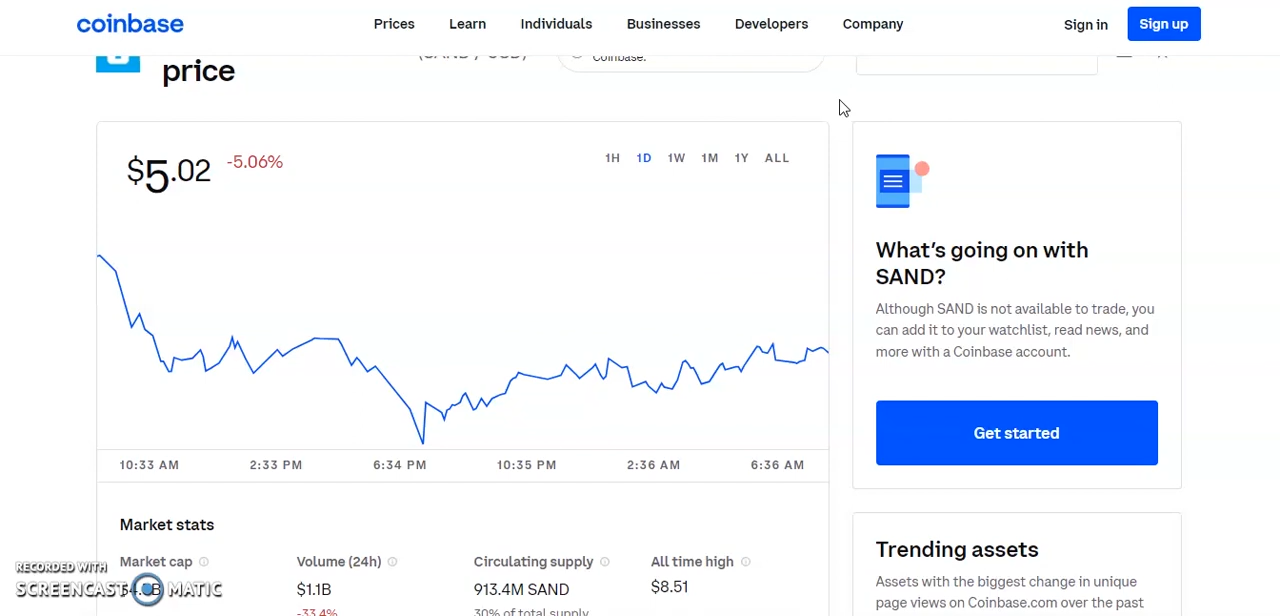 coinbase
Prices Learn Individuals Businesses Developers Company
Sign in
Sign up
price
(SAND / USD)
Coinbase.
$5.02 -5.06%
1H 1D 1W 1M 1Y ALL
10:33 AM 2:33 PM 6:34 PM 10:35 PM 2:36 AM 6:36 AM
What's going on with
SAND?
Although SAND is not available to trade, you
can add it to your watchlist, read news, and
more with a Coinbase account.
Get started
Market stats
Market cap Volume (24h) Circulating supply All time high
$1.1B 913.4M SAND $8.51
-33.4% 30% of total supply
Trending assets
Assets with the biggest change in unique
page views on Coinbase.com over the past
RECORDED WITH
SCREENCAST MATIC